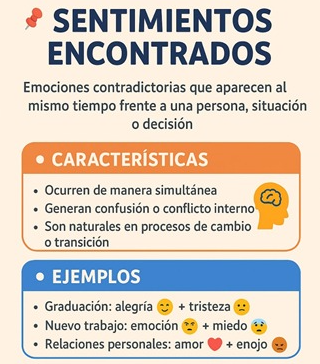 SENTIMIENTOS
ENCONTRADOS
Emociones contradictorias que aparecen al
mismo tiempo frente a una persona, situación
o decisión
• CARACTERÍSTICAS
• Ocurren de manera simultánea
• Generan confusión o conflicto interno
• Son naturales en procesos de cambio
o transición
• EJEMPLOS
• Graduación: alegría 😊 + tristeza 🙁
• Nuevo trabajo: emoción 🤨 + miedo 😰
• Relaciones personales: amor ❤️ + enojo 😡